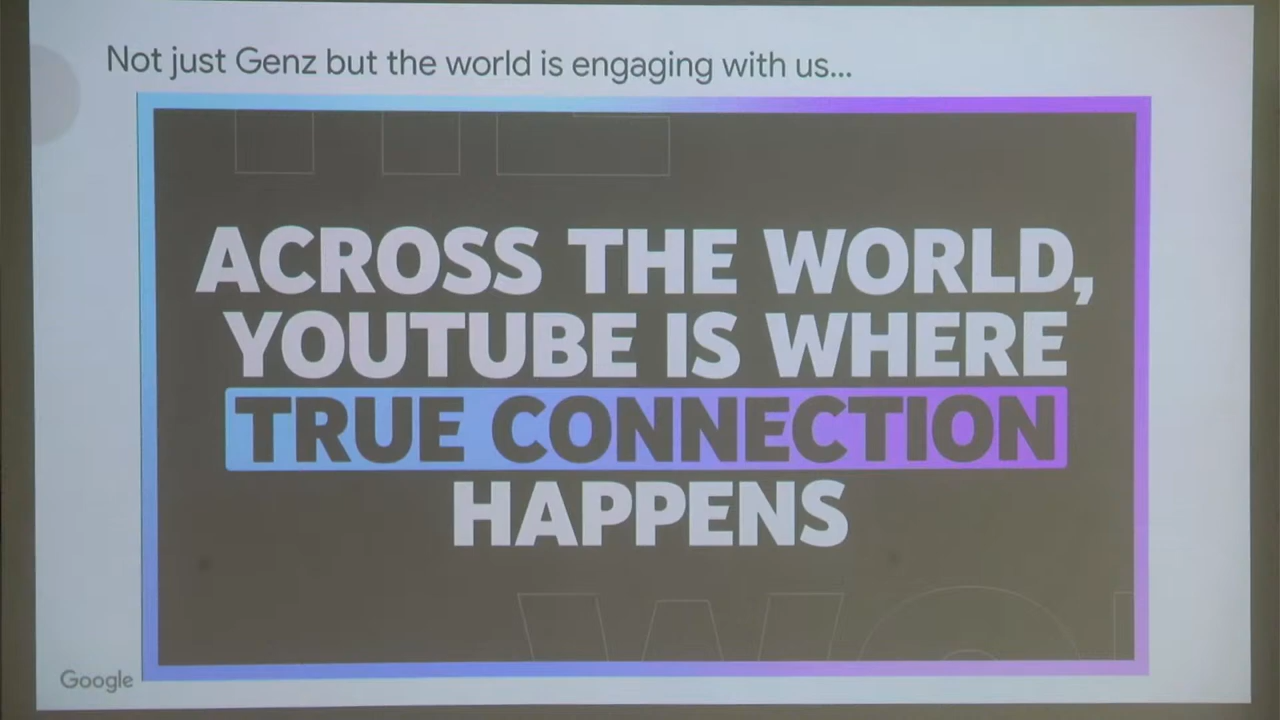 Not just Genz but the world is engaging with us...
ACROSS THE WORLD,
YOUTUBE IS WHERE
TRUE CONNECTION
HAPPENS
Google